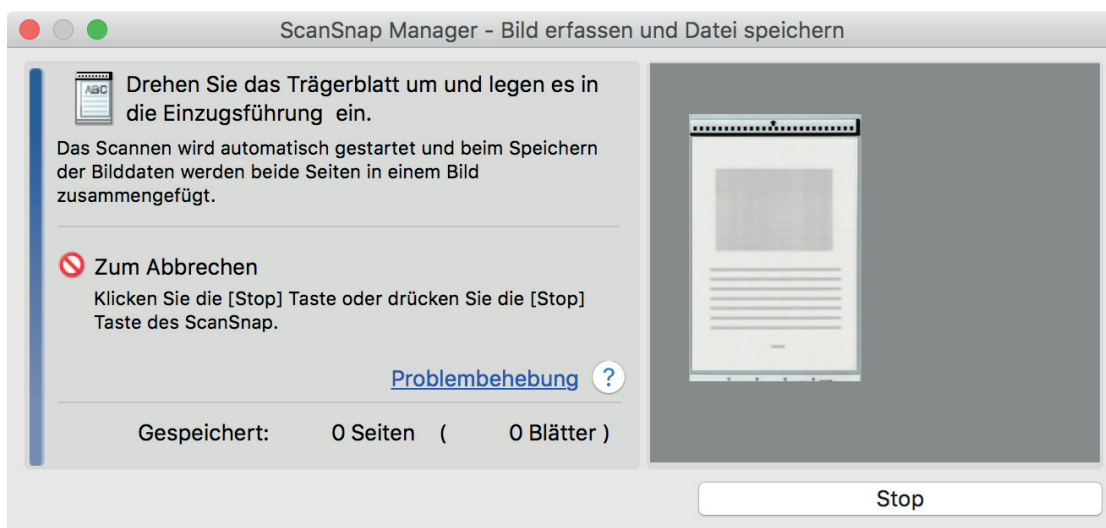 ScanSnap Manager - Bild erfassen und Datei speichern
ABC
Drehen Sie das Trägerblatt um und legen es in
die Einzugsführung ein.
Das Scannen wird automatisch gestartet und beim Speichern
der Bilddaten werden beide Seiten in einem Bild
zusammengefügt.
Zum Abbrechen
Klicken Sie die [Stop] Taste oder drücken Sie die [Stop]
Taste des ScanSnap.
Problembehebung ?
Gespeichert: 0 Seiten ( 0 Blätter )
Stop